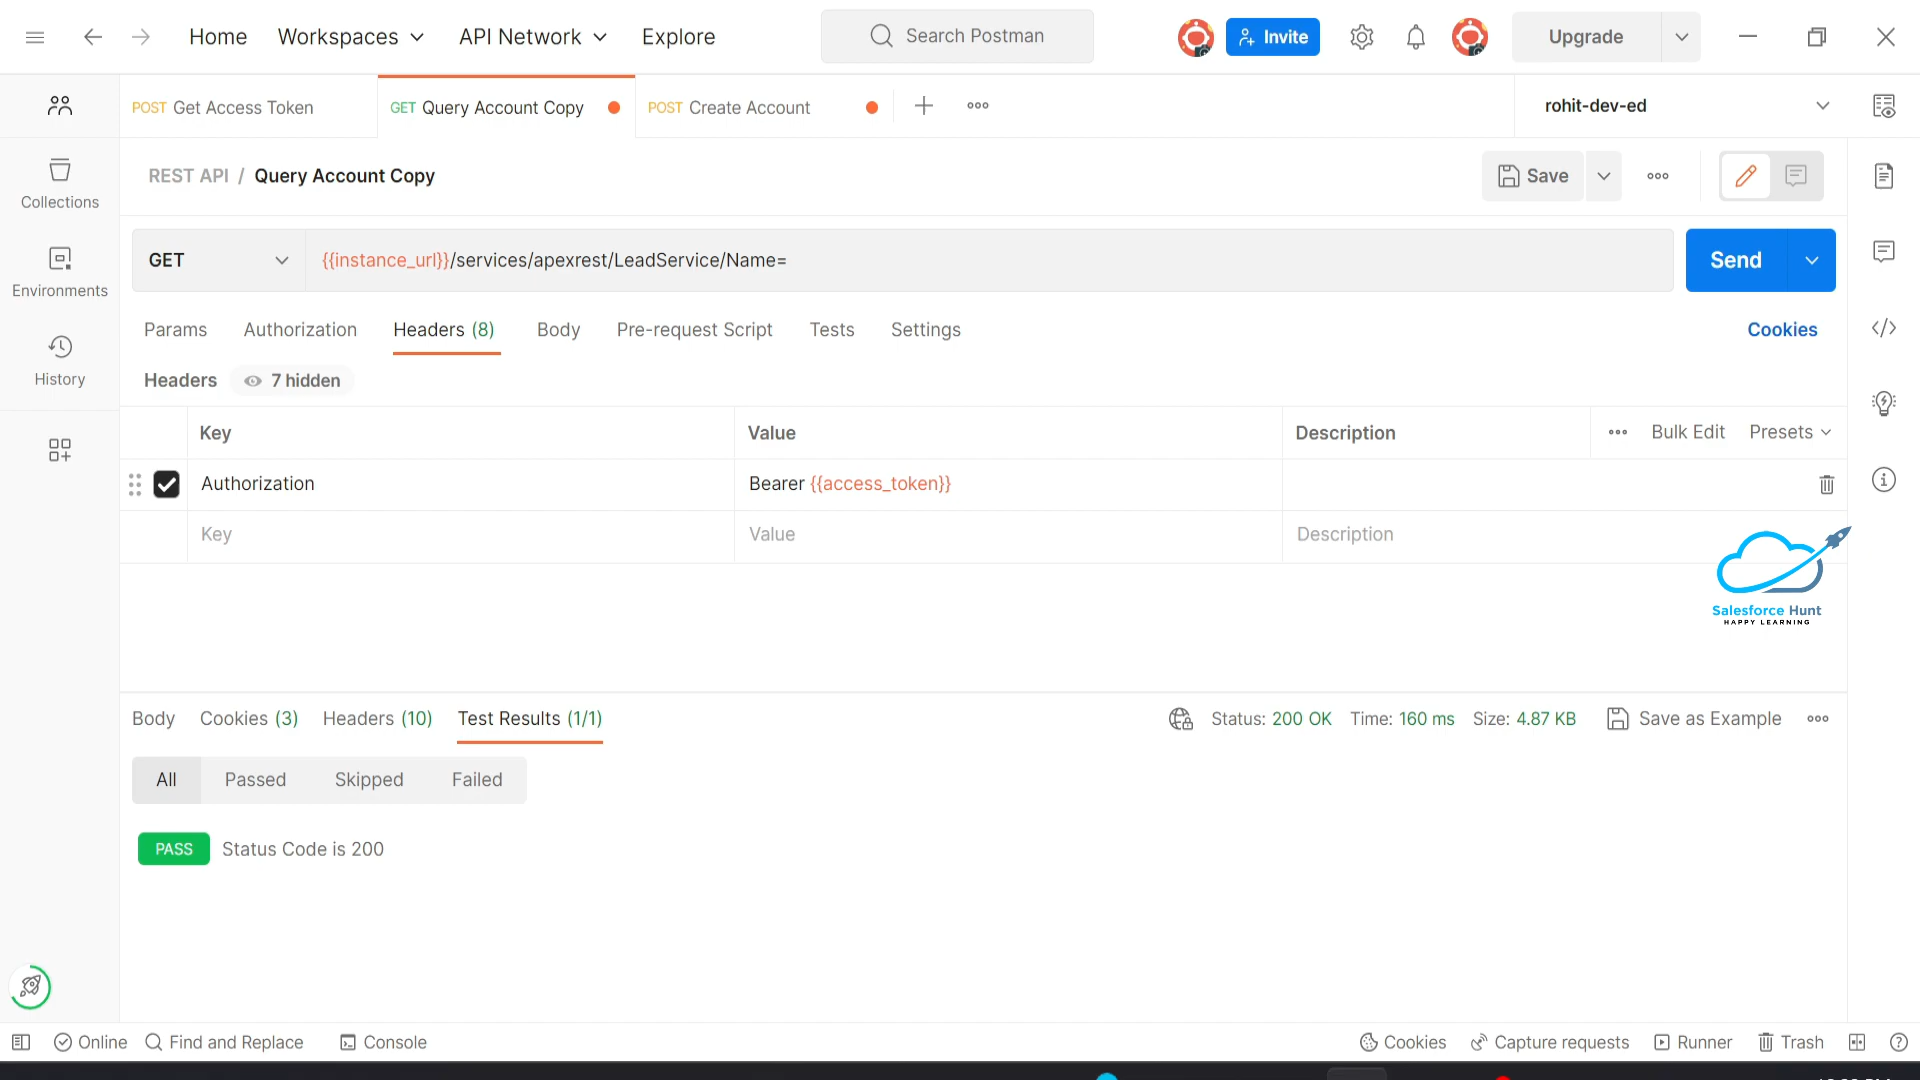 Home Workspaces API Network Explore Search Postman Invite Upgrade
POST Get Access Token GET Query Account Copy POST Create Account rohit-dev-ed
REST API / Query Account Copy Save
GET {{instance_url}}/services/apexrest/LeadService/Name= Send
Params Authorization Headers (8) Body Pre-request Script Tests Settings Cookies
Headers 7 hidden
Key Value Description Bulk Edit Presets
Authorization Bearer {{access_token}}
Key Value Description
Collections
Environments
History
Salesforce Hunt
HAPPY LEARNING
Body Cookies (3) Headers (10) Test Results (1/1) Status: 200 OK Time: 160 ms Size: 4.87 KB Save as Example
All Passed Skipped Failed
PASS Status Code is 200
Online Find and Replace Console Cookies Capture requests Runner Trash